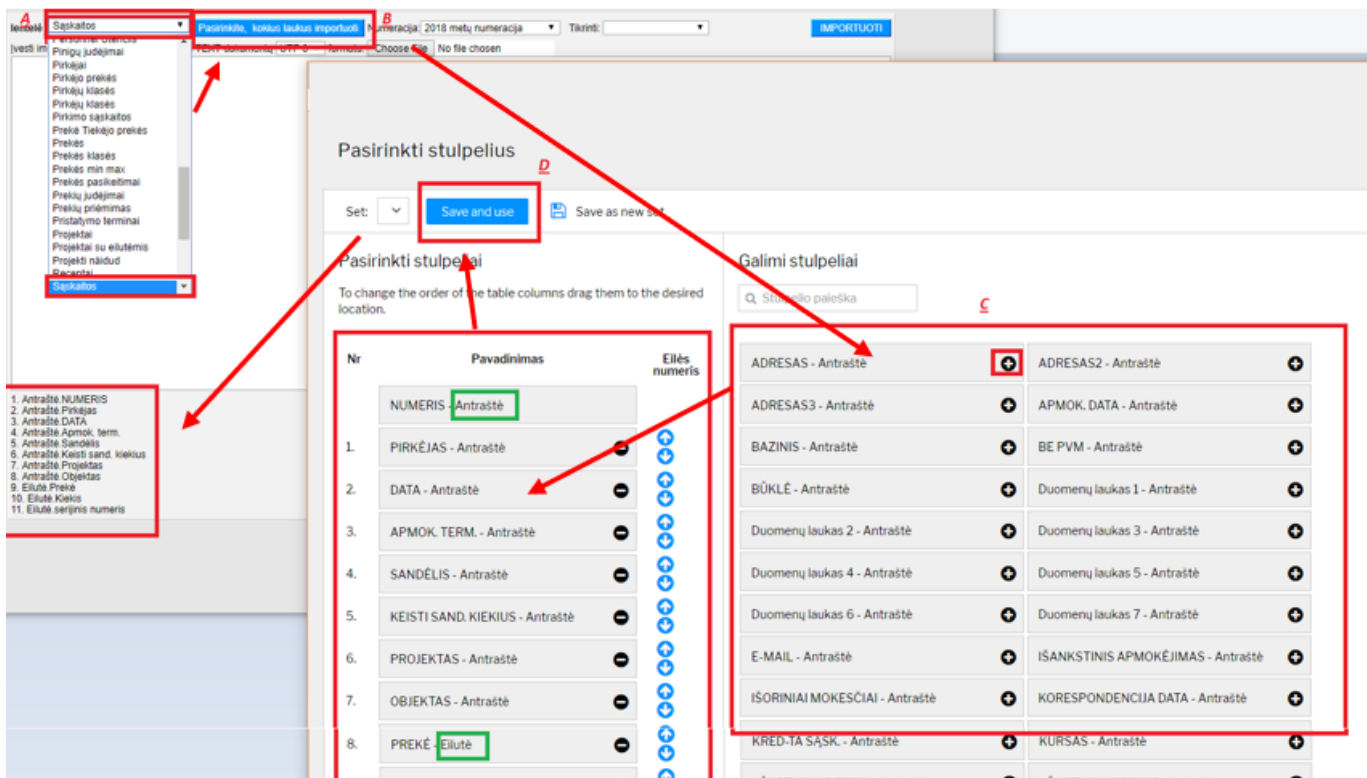 A
B
lentelė Sąskaitos Pasirinkite, kokius laukus importuoti Numeracija: 2018 metų numeracija Tikrinti: IMPORTUOTI
Įvesti im TEXT dokumentą UTF-8 formatu: Choose File No file chosen
Pinigų judėjimai
Pirkėjai
Pirkėjo prekės
Pirkėjų klasės
Pirkėjų klasės
Pirkimo sąskaitos
Prekė Tiekėjo prekės
Prekės
Prekės klasės
Prekės min max
Prekės pasikeitimai
Prekių judėjimai
Prekių priėmimas
Pristatymo terminai
Projektai
Projektai su eilutėmis
Projekti näidud
Receptai
Sąskaitos
1. Antraštė.NUMERIS
2. Antraštė.Pirkėjas
3. Antraštė.DATA
4. Antraštė.Apmok. term.
5. Antraštė.Sandėlis
6. Antraštė.Keisti sand. kiekius
7. Antraštė.Projektas
8. Antraštė.Objektas
9. Eilutė.Prekė
10. Eilutė.Kiekis
11. Eilutė.serijinis numeris
Pasirinkti stulpelius
D
Set: Save and use Save as new set
Pasirinkti stulpeliai
To change the order of the table columns drag them to the desired
location.
Nr Pavadinimas Eilės
numeris
NUMERIS - Antraštė
1. PIRKĖJAS - Antraštė
2. DATA - Antraštė
3. APMOK. TERM. - Antraštė
4. SANDĖLIS - Antraštė
5. KEISTI SAND. KIEKIUS - Antraštė
6. PROJEKTAS - Antraštė
7. OBJEKTAS - Antraštė
8. PREKĖ - Eilutė
Galimi stulpeliai
Stulpelio paieška
C
ADRESAS - Antraštė ADRESAS2 - Antraštė
ADRESAS3 - Antraštė APMOK. DATA - Antraštė
BAZINIS - Antraštė BE PVM - Antraštė
BŪKLĖ - Antraštė Duomenų laukas 1 - Antraštė
Duomenų laukas 2 - Antraštė Duomenų laukas 3 - Antraštė
Duomenų laukas 4 - Antraštė Duomenų laukas 5 - Antraštė
Duomenų laukas 6 - Antraštė Duomenų laukas 7 - Antraštė
E-MAIL - Antraštė IŠANKSTINIS APMOKĖJIMAS - Antraštė
IŠORINIAI MOKESČIAI - Antraštė KORESPONDENCIJA DATA - Antraštė
KRED-TA SĄSK. - Antraštė KURSAS - Antraštė